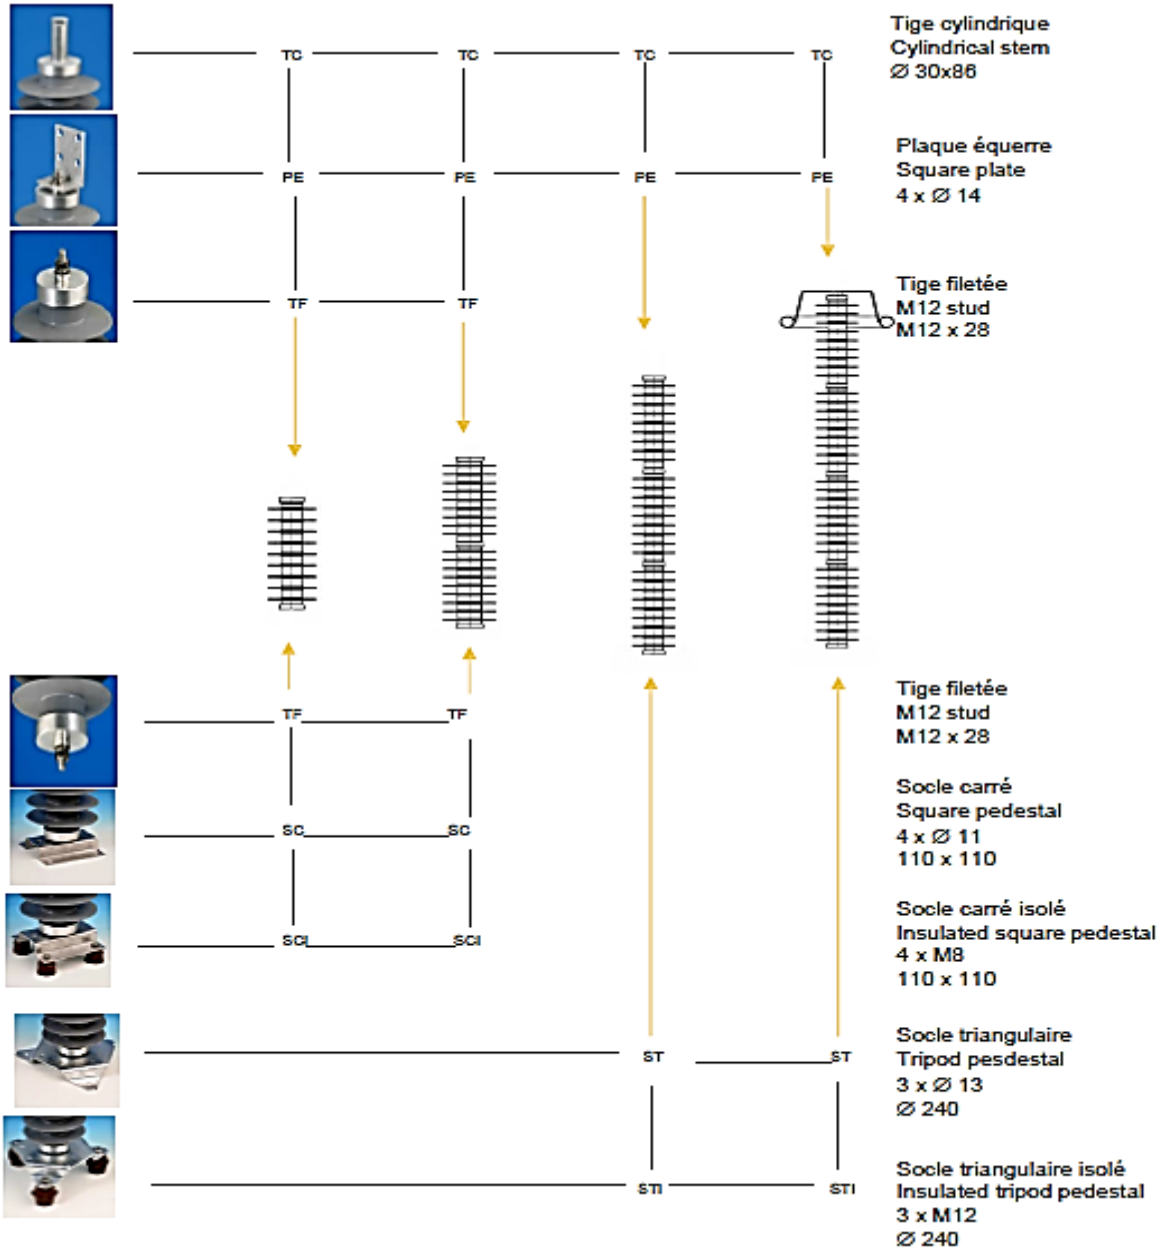 Tige cylindrique
Cylindrical stem
Ø 30x86
TC TC TC TC
Plaque équerre
Square plate
4 x Ø 14
PE PE PE PE
Tige filetée
M12 stud
M12 x 28
TF TF
Tige filetée
M12 stud
M12 x 28
TF TF
Socle carré
Square pedestal
4 x Ø 11
110 x 110
SC SC
Socle carré isolé
Insulated square pedestal
4 x M8
110 x 110
SCI SCI
Socle triangulaire
Tripod pesdestal
3 x Ø 13
Ø 240
ST ST
Socle triangulaire isolé
Insulated tripod pedestal
3 x M12
Ø 240
STI STI